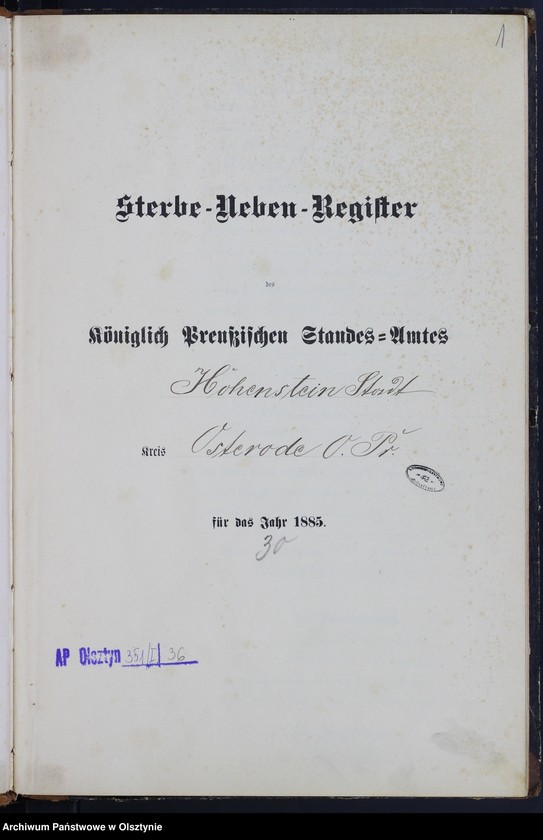 1
Sterbe-Neben-Register
des
Königlich Preußischen Standes-Amtes
Hohenstein Stadt
Kreis Osterode O. Pr.
für das Jahr 1885.
30
AP Olsztyn 351/I/36
Archiwum Państwowe w Olsztynie